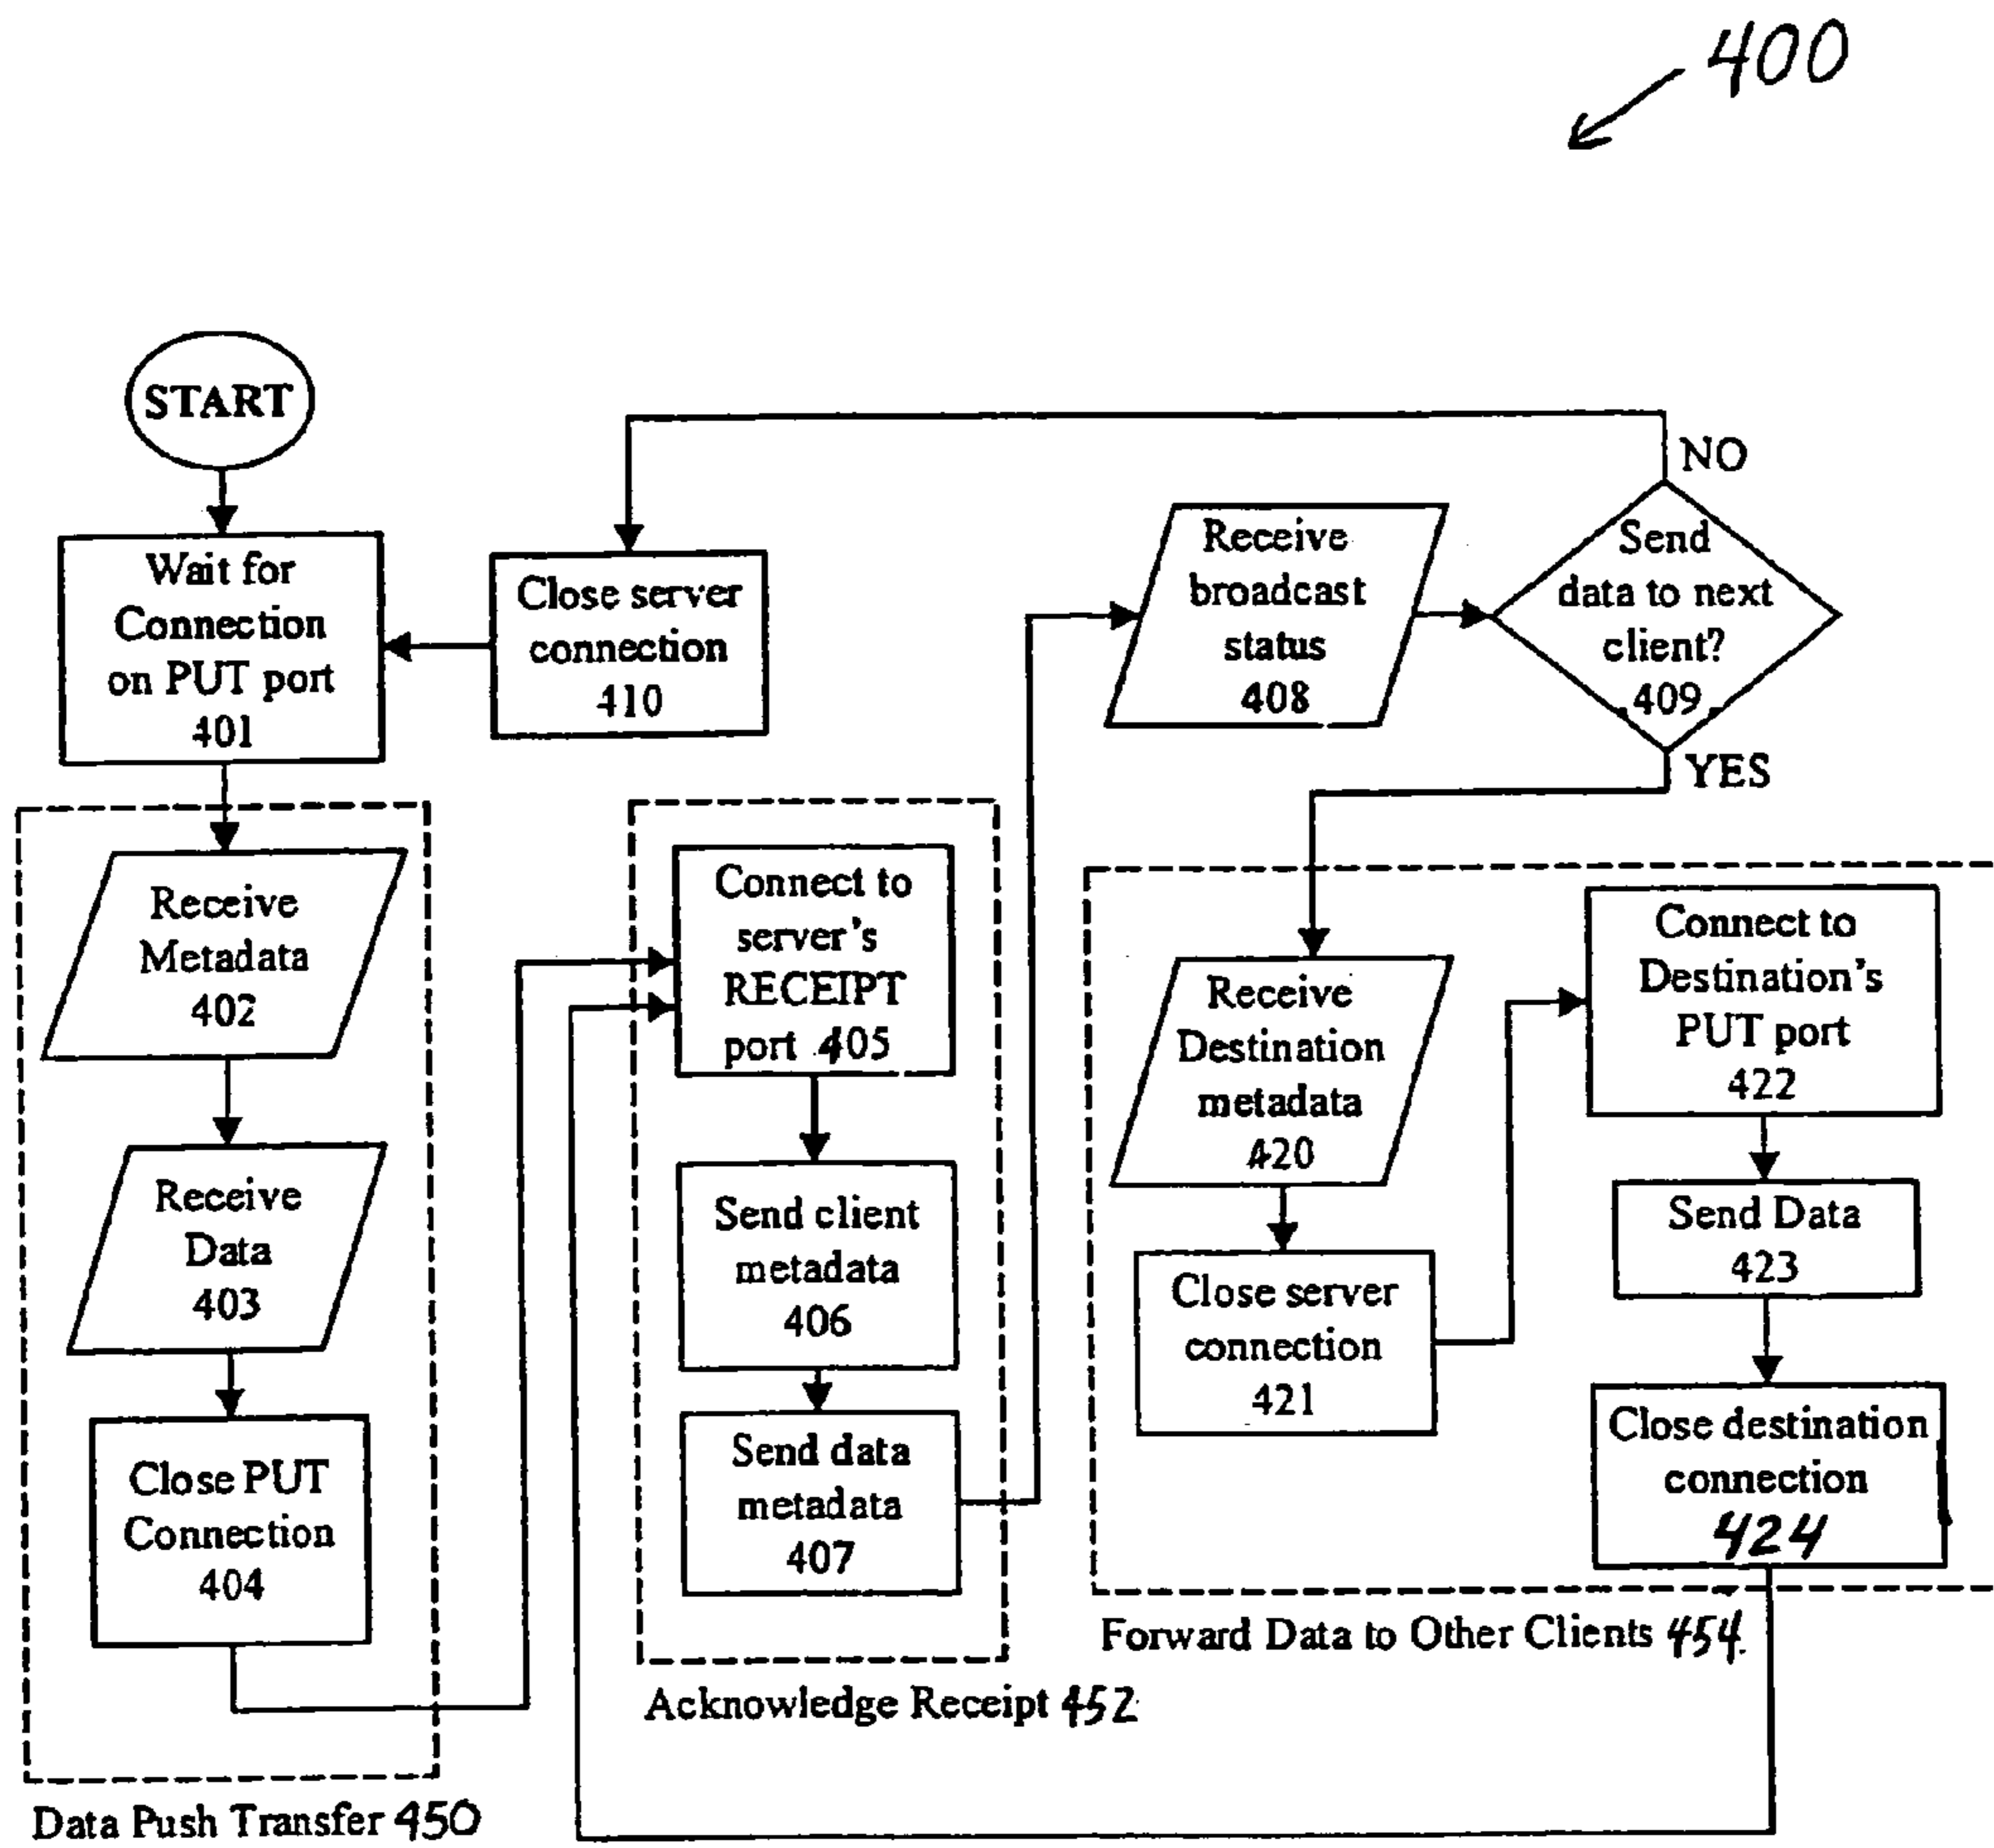 400
START
Wait for
Connection
on PUT port
401
Close server
connection
410
Receive
broadcast
status
408
Send
data to next
client?
409
NO
YES
Receive
Metadata
402
Receive
Data
403
Close PUT
Connection
404
Data Push Transfer 450
Connect to
server's
RECEIPT
port 405
Send client
metadata
406
Send data
metadata
407
Acknowledge Receipt 452
Receive
Destination
metadata
420
Close server
connection
421
Connect to
Destination's
PUT port
422
Send Data
423
Close destination
connection
424
Forward Data to Other Clients 454